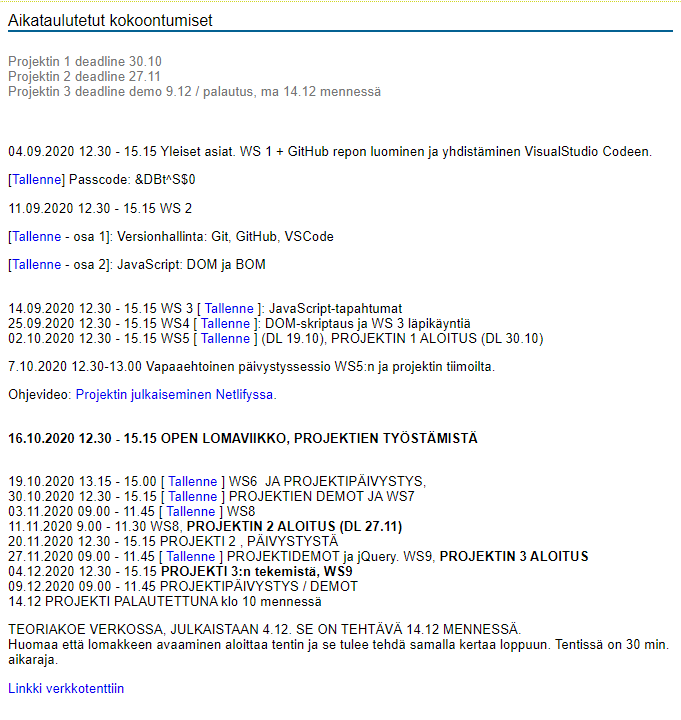 Aikataulutetut kokoontumiset
Projektin 1 deadline 30.10
Projektin 2 deadline 27.11
Projektin 3 deadline demo 9.12 / palautus, ma 14.12 mennessä
04.09.2020 12.30 - 15.15 Yleiset asiat. WS 1 + GitHub repon luominen ja yhdistäminen VisualStudio Codeen.
[Tallenne] Passcode: &DBt^S$0
11.09.2020 12.30 - 15.15 WS 2
[Tallenne - osa 1]: Versionhallinta: Git, GitHub, VSCode
[Tallenne - osa 2]: JavaScript: DOM ja BOM
14.09.2020 12.30 - 15.15 WS 3 [ Tallenne ]: JavaScript-tapahtumat
25.09.2020 12.30 - 15.15 WS4 [ Tallenne ]: DOM-skriptaus ja WS 3 läpikäyntiä
02.10.2020 12.30 - 15.15 WS5 [ Tallenne ] (DL 19.10), PROJEKTIN 1 ALOITUS (DL 30.10)
7.10.2020 12.30-13.00 Vapaaehtoinen päivystyssessio WS5:n ja projektin tiimoilta.
Ohjevideo: Projektin julkaiseminen Netlifyssa.
16.10.2020 12.30 - 15.15 OPEN LOMAVIIKKO, PROJEKTIEN TYÖSTÄMISTÄ
19.10.2020 13.15 - 15.00 [ Tallenne ] WS6 JA PROJEKTIPÄIVYSTYS,
30.10.2020 12.30 - 15.15 [ Tallenne ] PROJEKTIEN DEMOT JA WS7
03.11.2020 09.00 - 11.45 [ Tallenne ] WS8
11.11.2020 9.00 - 11.30 WS8, PROJEKTIN 2 ALOITUS (DL 27.11)
20.11.2020 12.30 - 15.15 PROJEKTI 2 , PÄIVYSTYSTÄ
27.11.2020 09.00 - 11.45 [ Tallenne ] PROJEKTIDEMOT ja jQuery. WS9, PROJEKTIN 3 ALOITUS
04.12.2020 12.30 - 15.15 PROJEKTI 3:n tekemistä, WS9
09.12.2020 09.00 - 11.45 PROJEKTIPÄIVYSTYS / DEMOT
14.12 PROJEKTI PALAUTETTUNA klo 10 mennessä
TEORIAKOE VERKOSSA, JULKAISTAAN 4.12. SE ON TEHTÄVÄ 14.12 MENNESSÄ.
Huomaa että lomakkeen avaaminen aloittaa tentin ja se tulee tehdä samalla kertaa loppuun. Tentissä on 30 min.
aikaraja.
Linkki verkkotenttiin